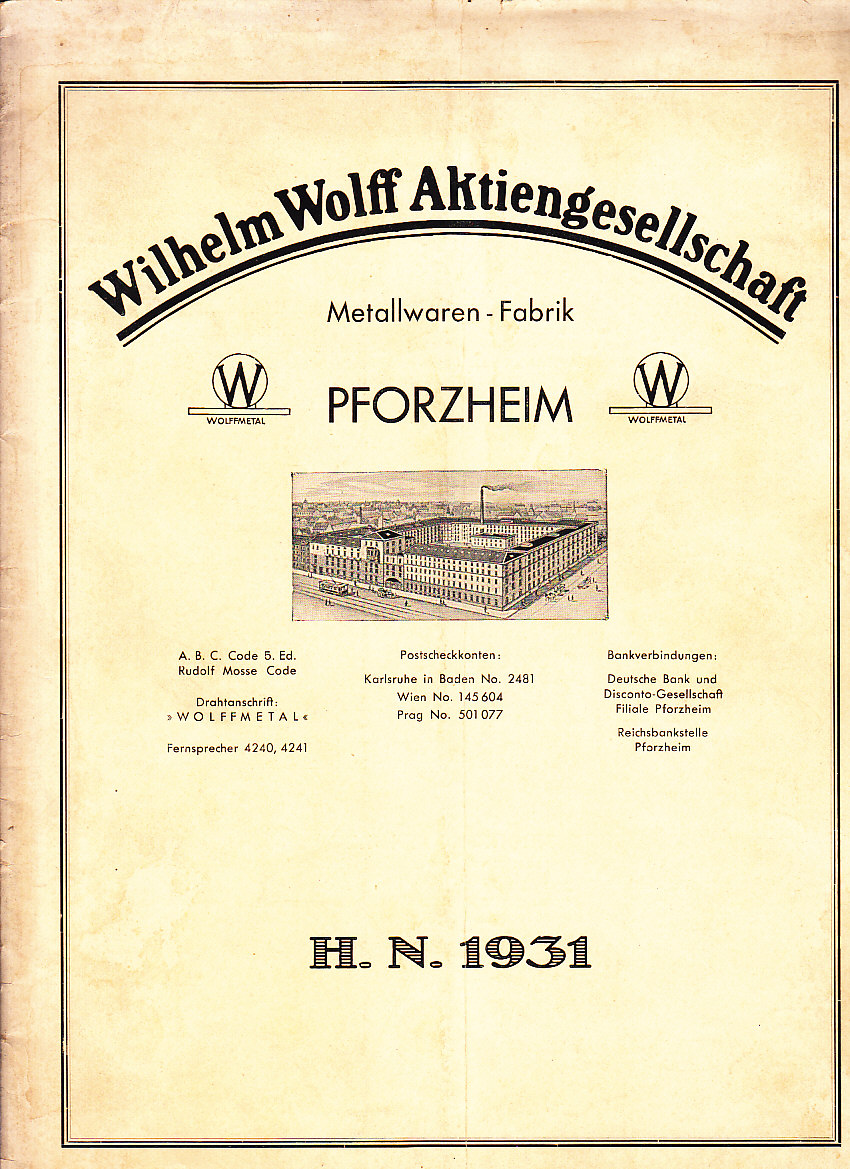 Wilhelm Wolff Aktiengesellschaft
Metallwaren - Fabrik
W
WOLFFMETAL
PFORZHEIM
W
WOLFFMETAL
A. B. C. Code 5. Ed.
Rudolf Mosse Code
Drahtanschrift:
»WOLFFMETAL«
Fernsprecher 4240, 4241
Postscheckkonten:
Karlsruhe in Baden No. 2481
Wien No. 145 604
Prag No. 501 077
Bankverbindungen:
Deutsche Bank und
Disconto-Gesellschaft
Filiale Pforzheim
Reichsbankstelle
Pforzheim
H. N. 1931